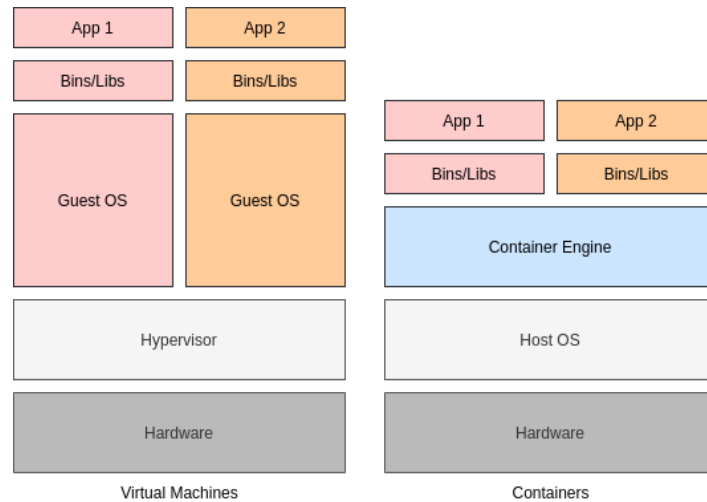 App 1
App 2
Bins/Libs
Bins/Libs
Guest OS
Guest OS
Hypervisor
Hardware
Virtual Machines
App 1
App 2
Bins/Libs
Bins/Libs
Container Engine
Host OS
Hardware
Containers